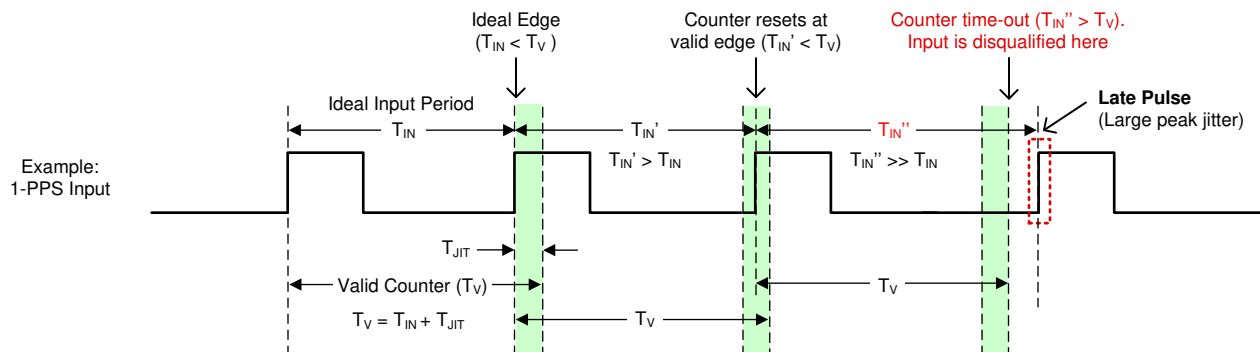 Ideal Edge
(TIN < TV )
Counter resets at
valid edge (TIN' < TV)
Counter time-out (TIN'' > TV).
Input is disqualified here
Ideal Input Period
Late Pulse
(Large peak jitter)
TIN
TIN'
TIN''
Example:
1-PPS Input
TIN' > TIN
TIN'' >> TIN
TJIT
Valid Counter (TV)
TV
TV = TIN + TJIT
TV